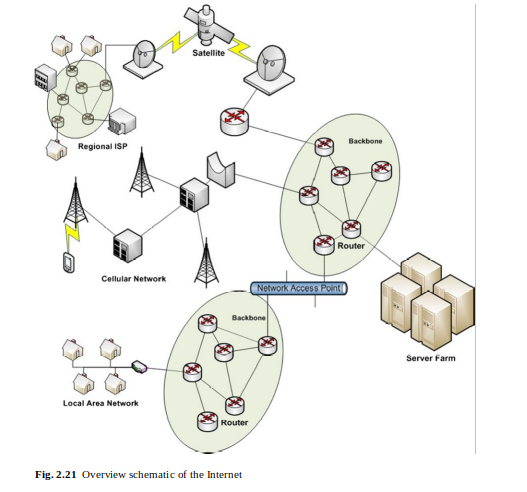 Satellite
Regional ISP
Backbone
Router
Cellular Network
Network Access Point
Server Farm
Backbone
Local Area Network
Router
Fig. 2.21 Overview schematic of the Internet